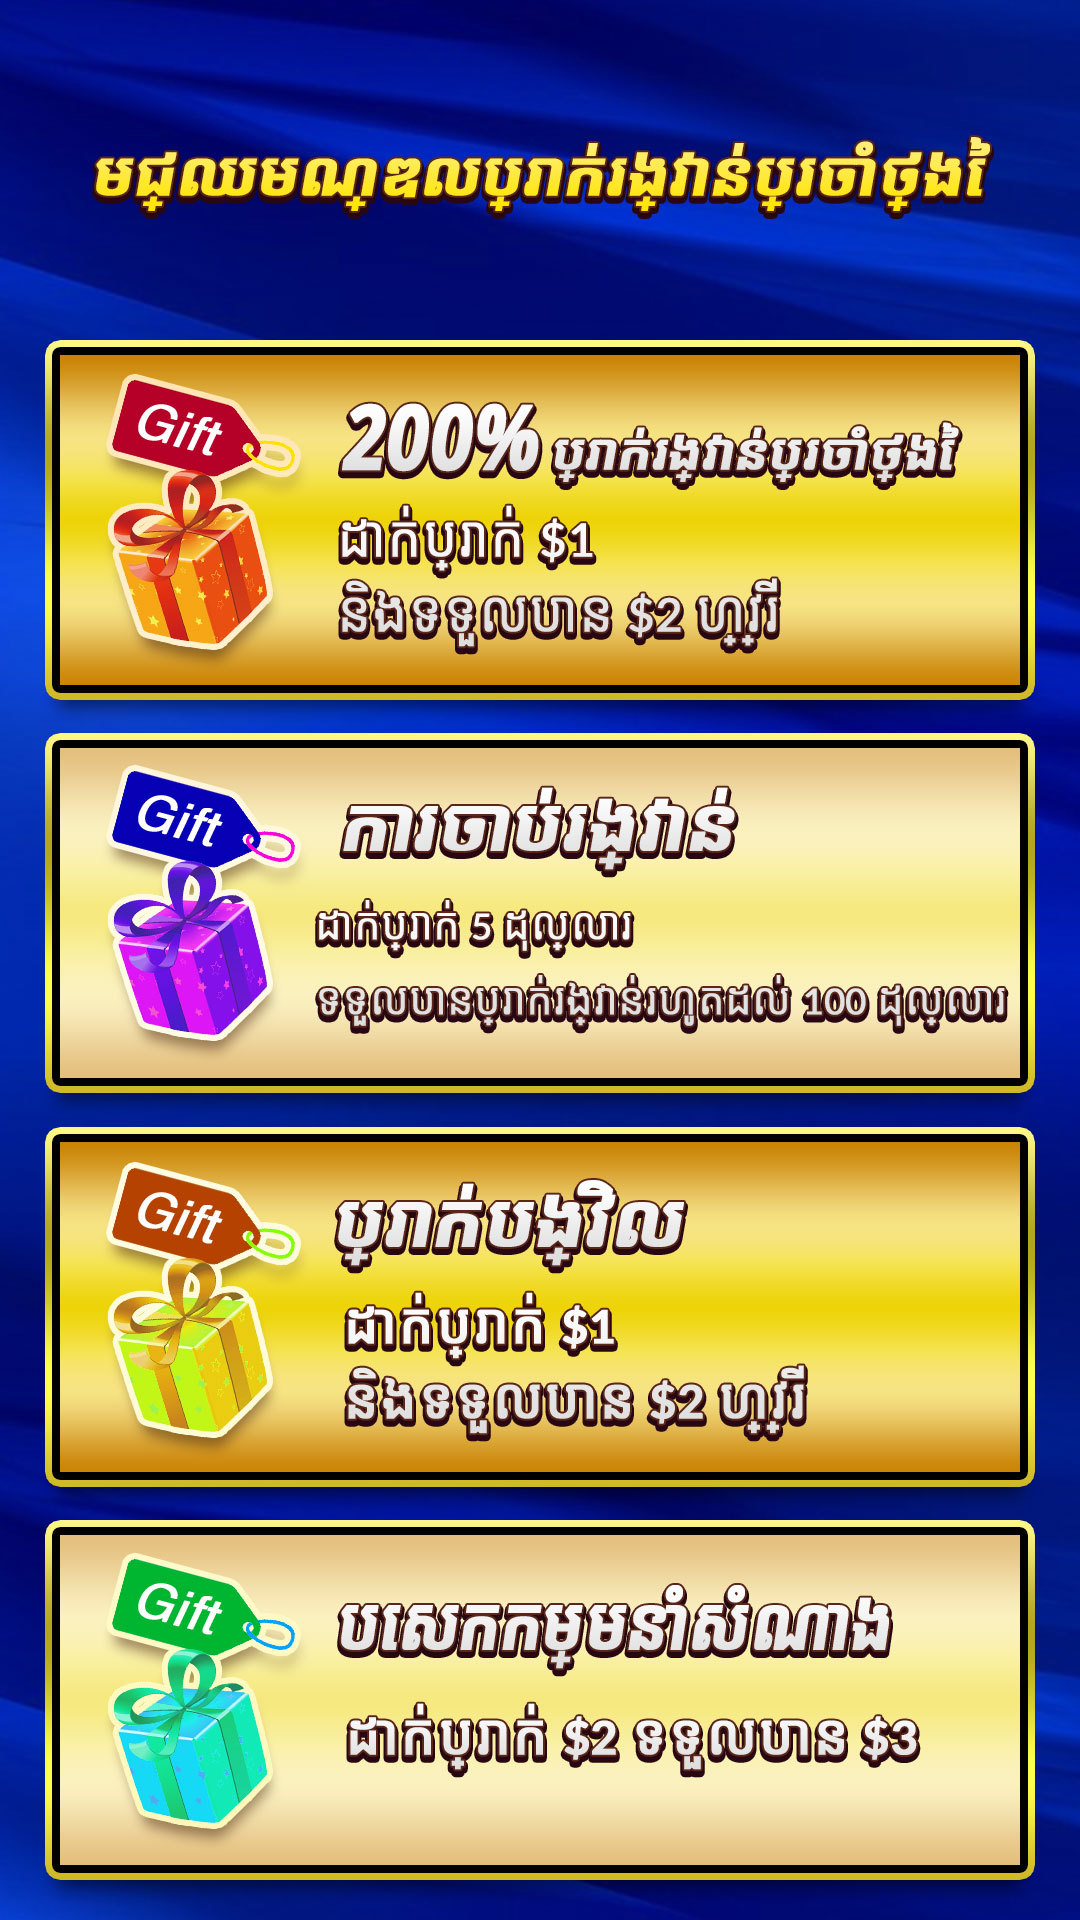 មជ្ឈមណ្ឌលប្រាក់រង្វាន់ប្រចាំថ្ងៃ
Gift
200% ប្រាក់រង្វាន់ប្រចាំថ្ងៃ
ដាក់ប្រាក់ $1
និងទទួលបាន $2 ហ្វ្រី
Gift
ការចាប់រង្វាន់
ដាក់ប្រាក់ 5 ដុល្លារ
ទទួលបានប្រាក់រង្វាន់រហូតដល់ 100 ដុល្លារ
Gift
ប្រាក់បង្វិល
ដាក់ប្រាក់ $1
និងទទួលបាន $2 ហ្វ្រី
Gift
បសេកកម្មនាំសំណាង
ដាក់ប្រាក់ $2 ទទួលបាន $3